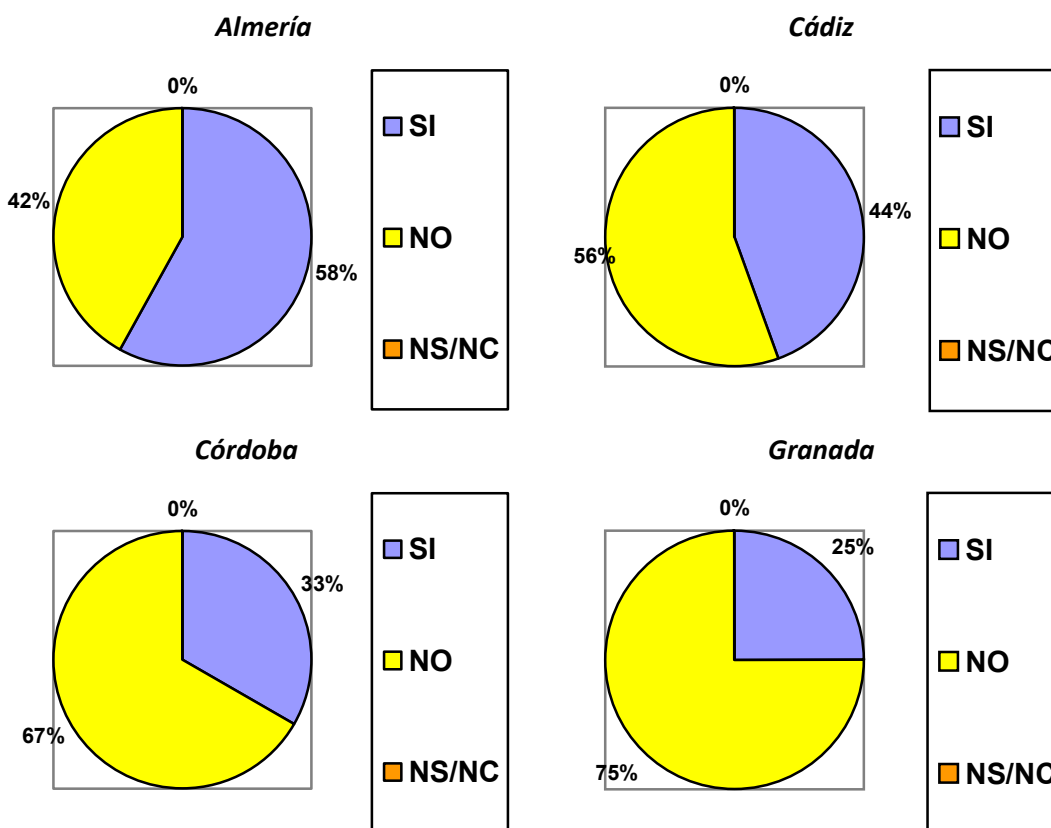 Almería
0%
42%
58%
SI
NO
NS/NC
Cádiz
0%
44%
56%
SI
NO
NS/NC
Córdoba
0%
33%
67%
SI
NO
NS/NC
Granada
0%
25%
75%
SI
NO
NS/NC